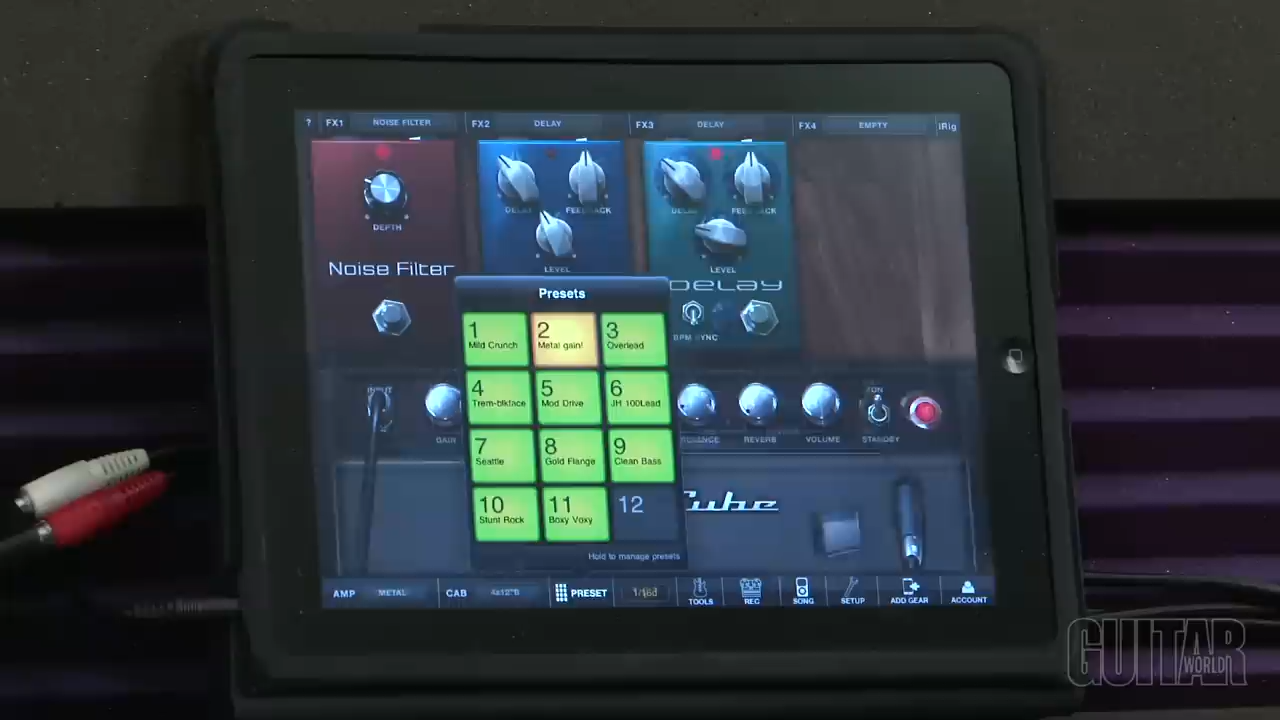 ? FX1 NOISE FILTER FX2 DELAY FX3 DELAY FX4 EMPTY iRig
DEPTH
Noise Filter
DELAY FEEDBACK
LEVEL
DELAY FEEDBACK
LEVEL
DELAY
BPM SYNC
Presets
1 Mild Crunch
2 Metal gain!
3 Overlead
4 Trem-blkface
5 Mod Drive
6 JH 100Lead
7 Seattle
8 Gold Flange
9 Clean Bass
10 Stunt Rock
11 Boxy Voxy
12
Hold to manage presets
INPUT
GAIN
REVERB VOLUME STANDBY
ON
Cube
AMP METAL CAB 4x12"B PRESET TOOLS REC SONG SETUP ADD GEAR ACCOUNT
GUITAR
WORLD